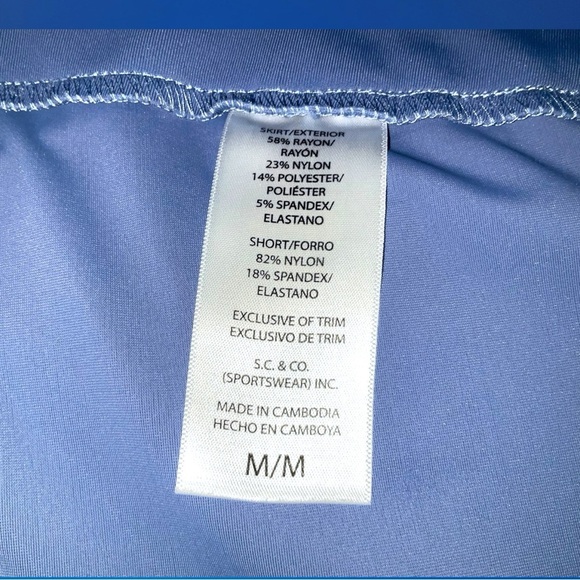 SKIRT/EXTERIOR
58% RAYON/
RAYÓN
23% NYLON
14% POLYESTER/
POLIÉSTER
5% SPANDEX/
ELASTANO
SHORT/FORRO
82% NYLON
18% SPANDEX/
ELASTANO
EXCLUSIVE OF TRIM
EXCLUSIVO DE TRIM
S.C. & CO.
(SPORTSWEAR) INC.
MADE IN CAMBODIA
HECHO EN CAMBOYA
M/M